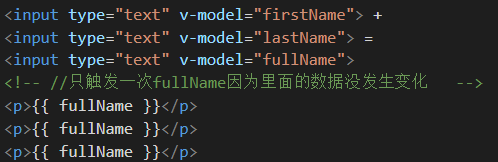 <input type="text" v-model="firstName"> +
<input type="text" v-model="lastName"> =
<input type="text" v-model="fullName">
<!-- //只触发一次fullName因为里面的数据没发生变化   -->
<p>{{ fullName }}</p>
<p>{{ fullName }}</p>
<p>{{ fullName }}</p>